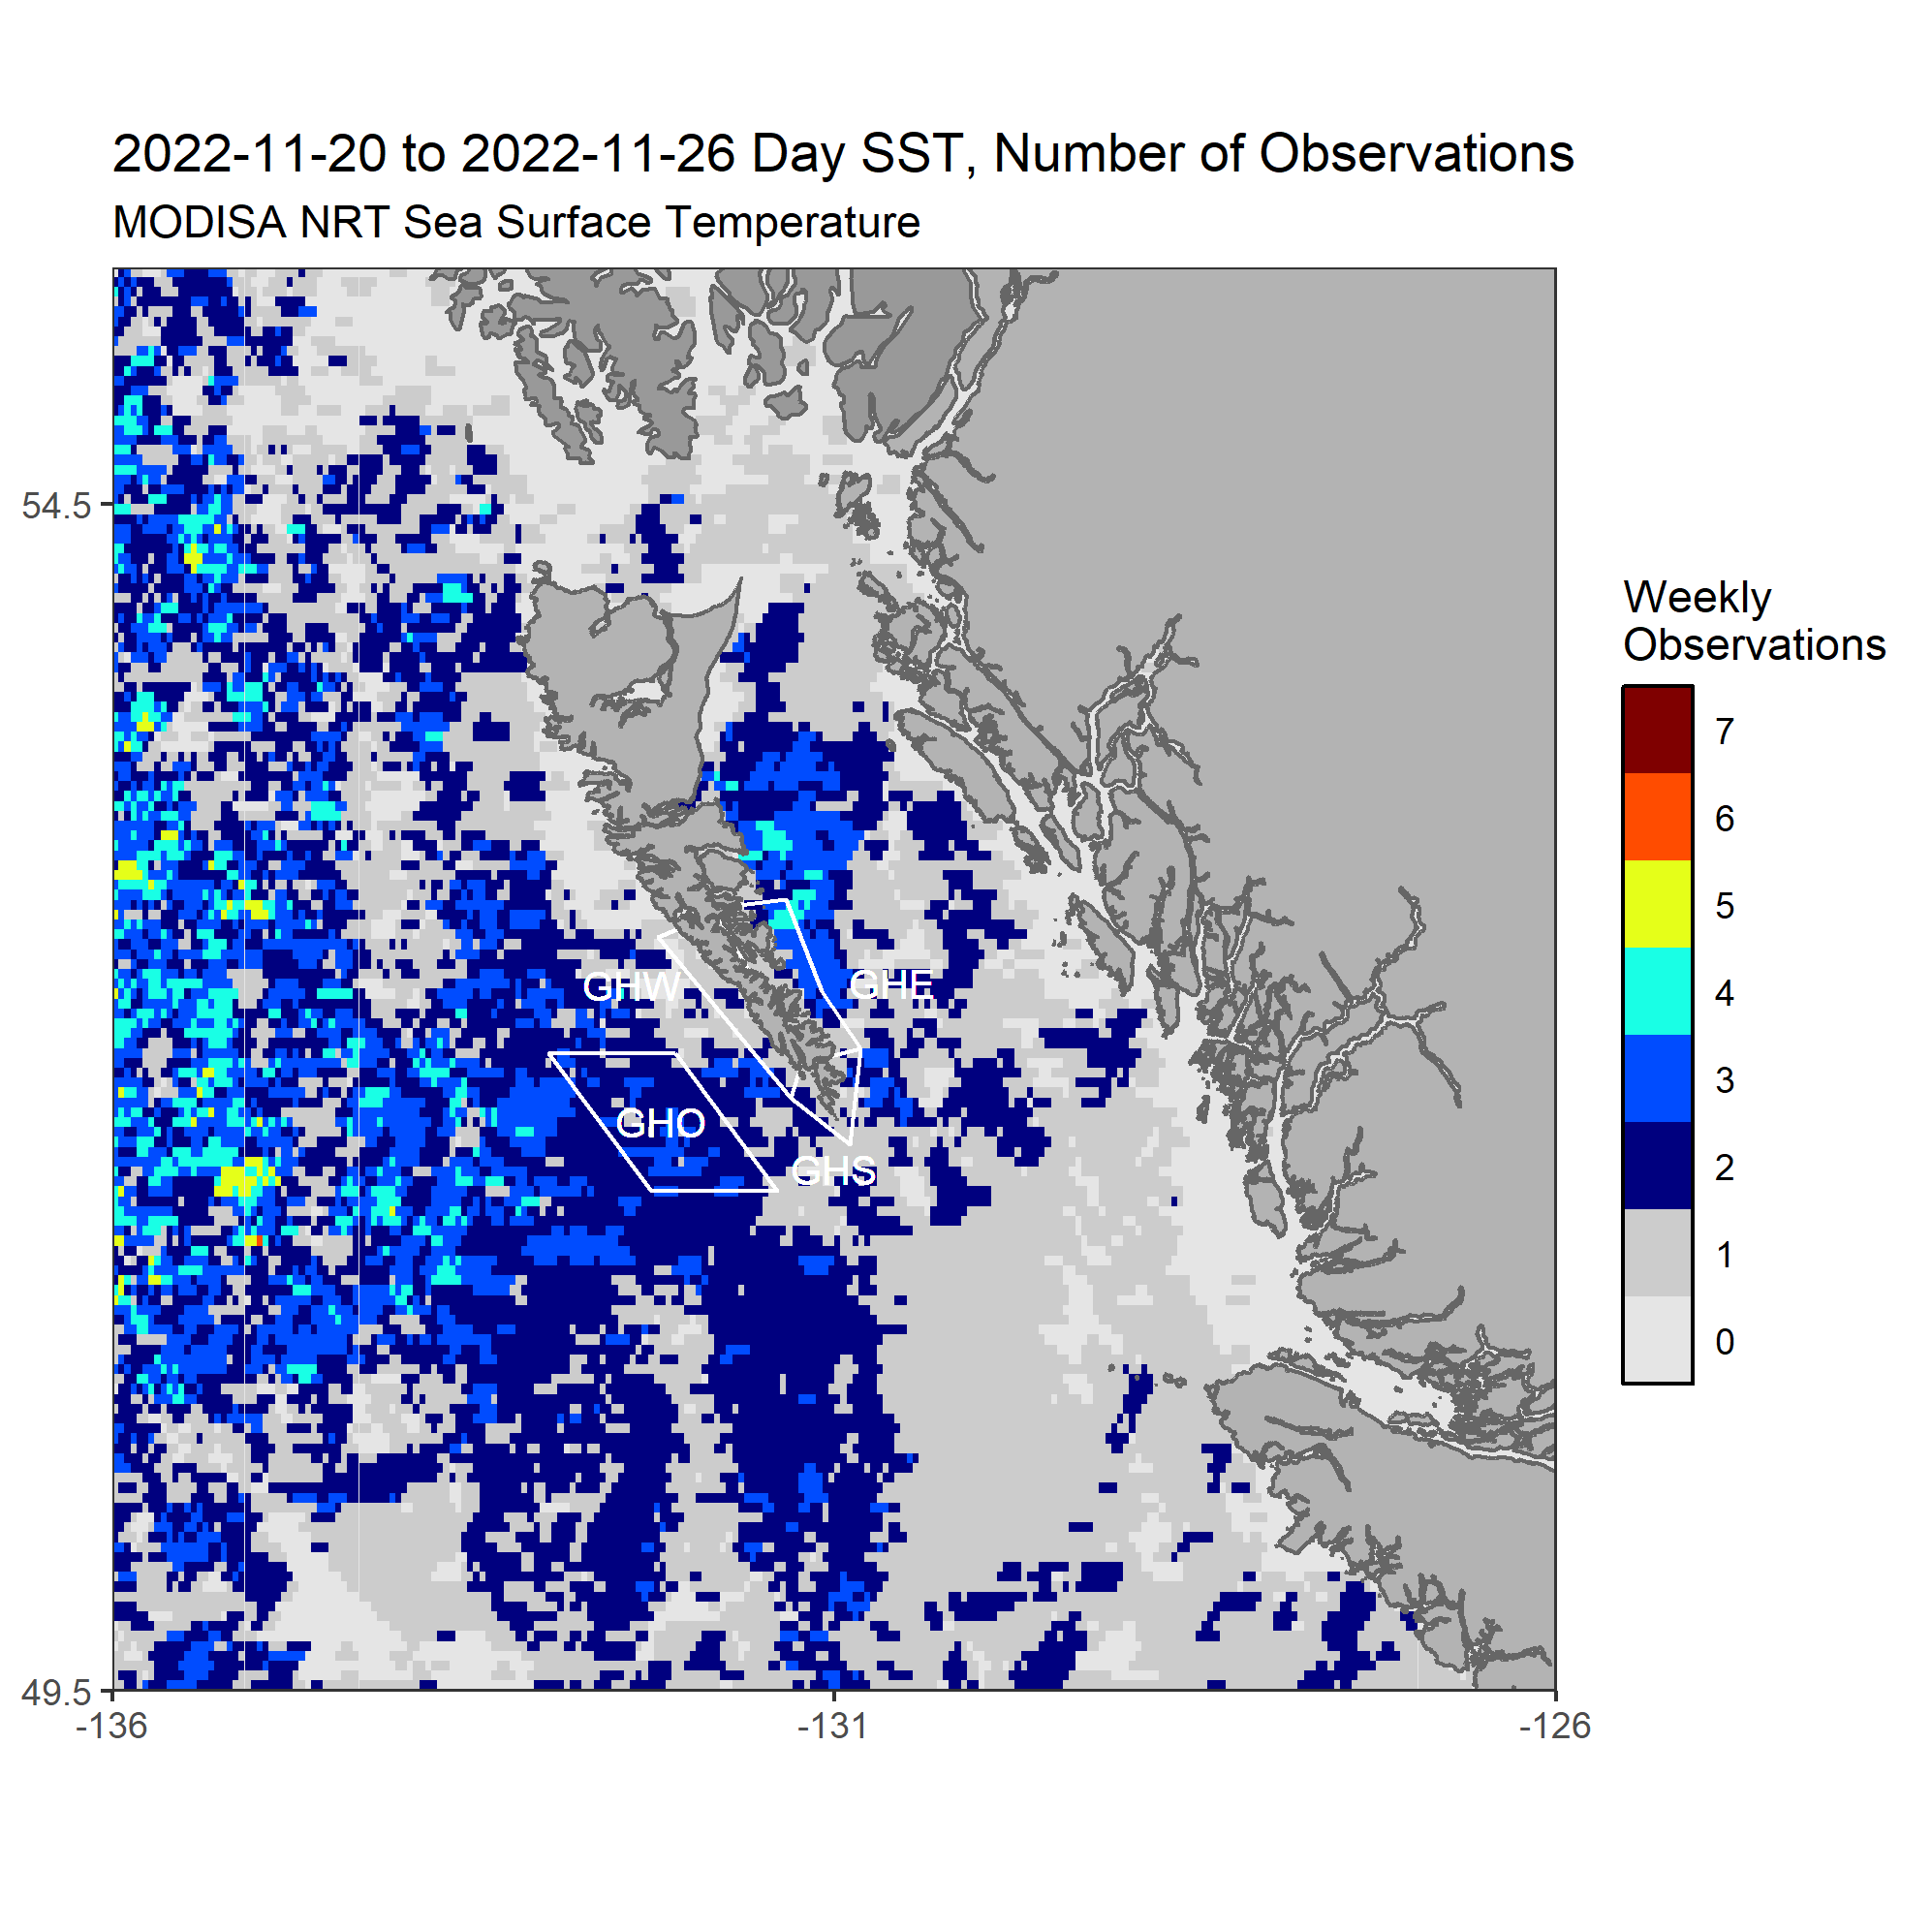 2022-11-20 to 2022-11-26 Day SST, Number of Observations
MODISA NRT Sea Surface Temperature
54.5
49.5
-136
-131
-126
GHW
GHE
GHO
GHS
Weekly
Observations
7
6
5
4
3
2
1
0